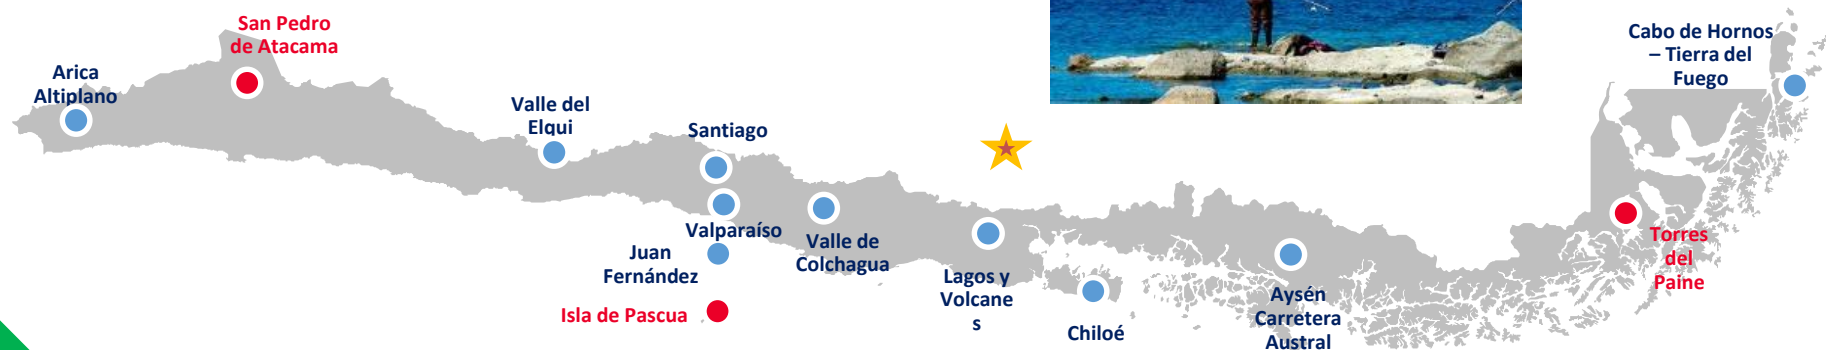 San Pedro
de Atacama
Arica
Altiplano
Valle del
Elqui
Santiago
Valparaíso
Juan
Fernández
Isla de Pascua
Valle de
Colchagua
Lagos y
Volcane
s
Chiloé
Aysén
Carretera
Austral
Cabo de Hornos
– Tierra del
Fuego
Torres
del
Paine